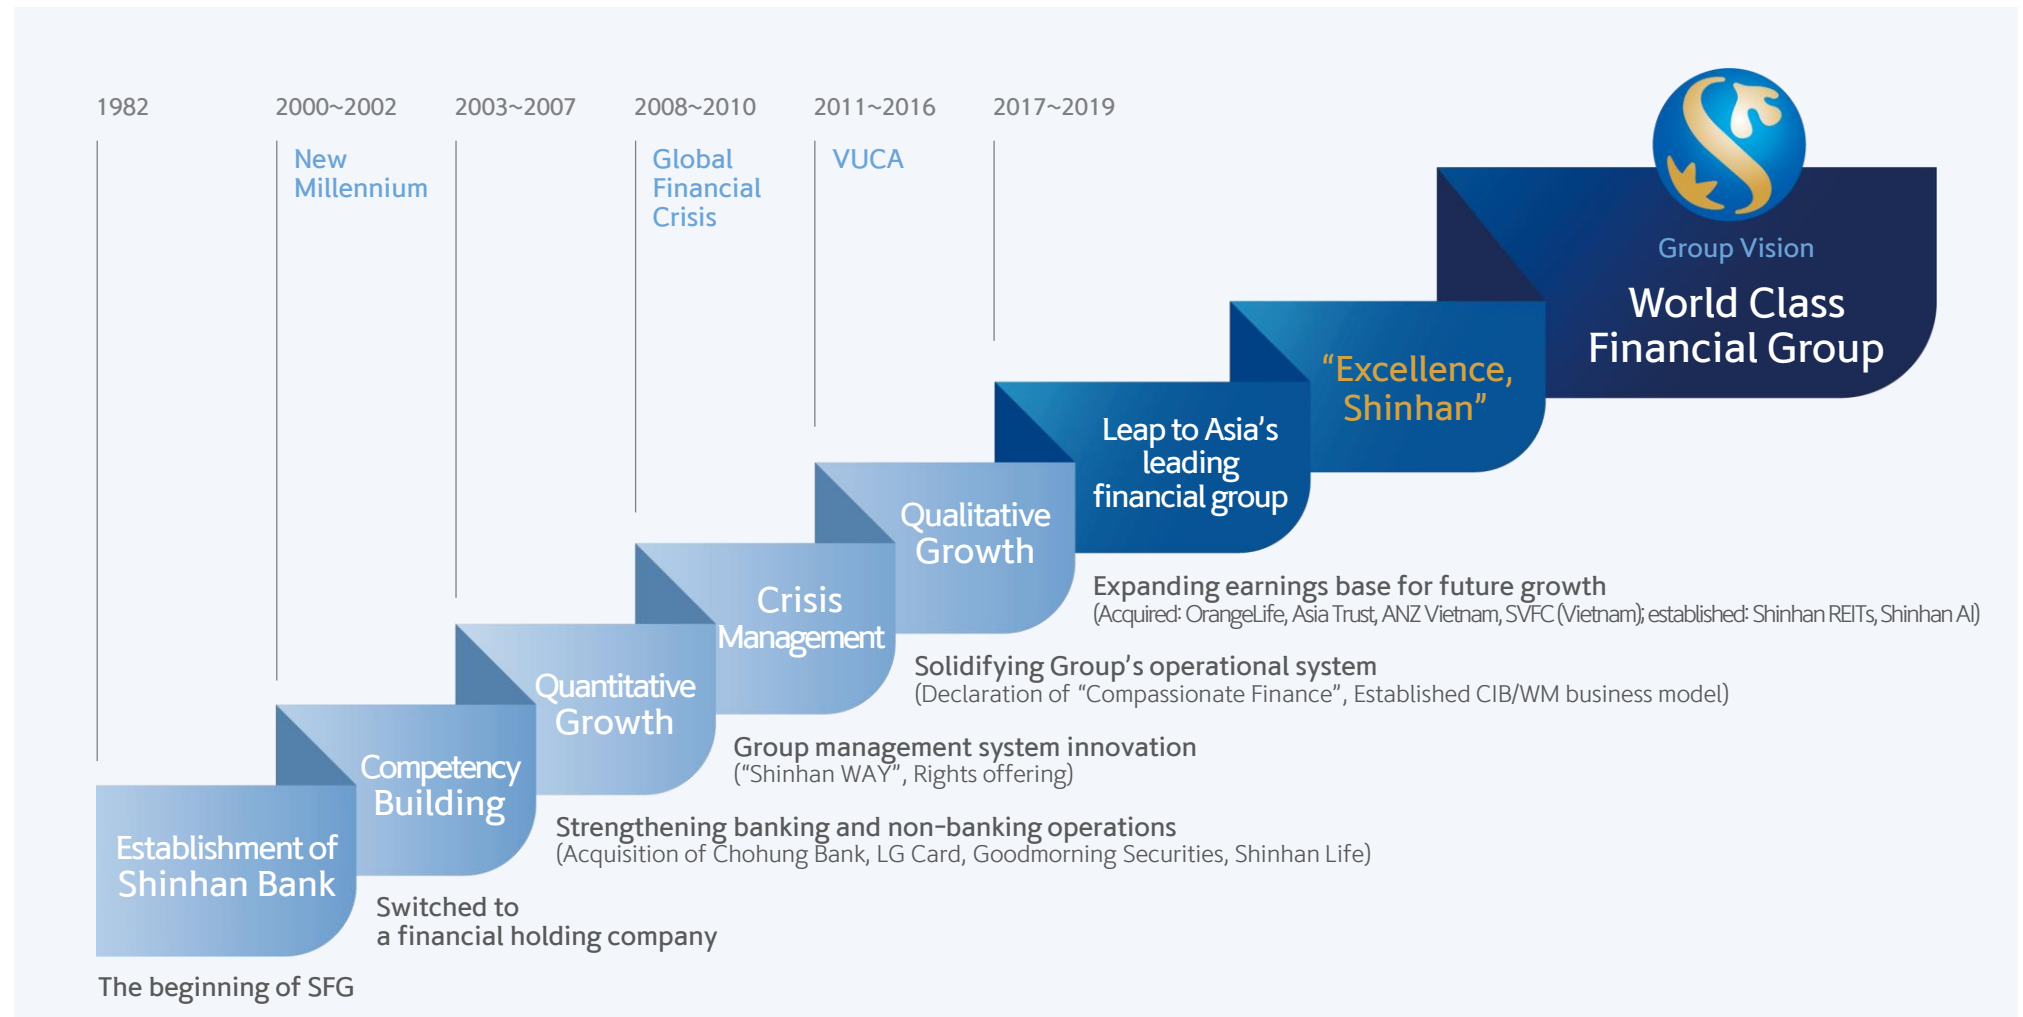 1982
2000~2002
2003~2007
2008~2010
2011~2016
2017~2019
New
Millennium
Global
Financial
Crisis
VUCA
Group Vision
World Class
Financial Group
“Excellence,
Shinhan”
Leap to Asia’s
leading
financial group
Expanding earnings base for future growth
(Acquired: OrangeLife, Asia Trust, ANZ Vietnam, SVFC (Vietnam); established: Shinhan REITs, Shinhan AI)
Qualitative
Growth
Solidifying Group’s operational system
(Declaration of “Compassionate Finance”, Established CIB/WM business model)
Crisis
Management
Group management system innovation
(“Shinhan WAY”, Rights offering)
Quantitative
Growth
Strengthening banking and non-banking operations
(Acquisition of Chohung Bank, LG Card, Goodmorning Securities, Shinhan Life)
Competency
Building
Switched to
a financial holding company
Establishment of
Shinhan Bank
The beginning of SFG